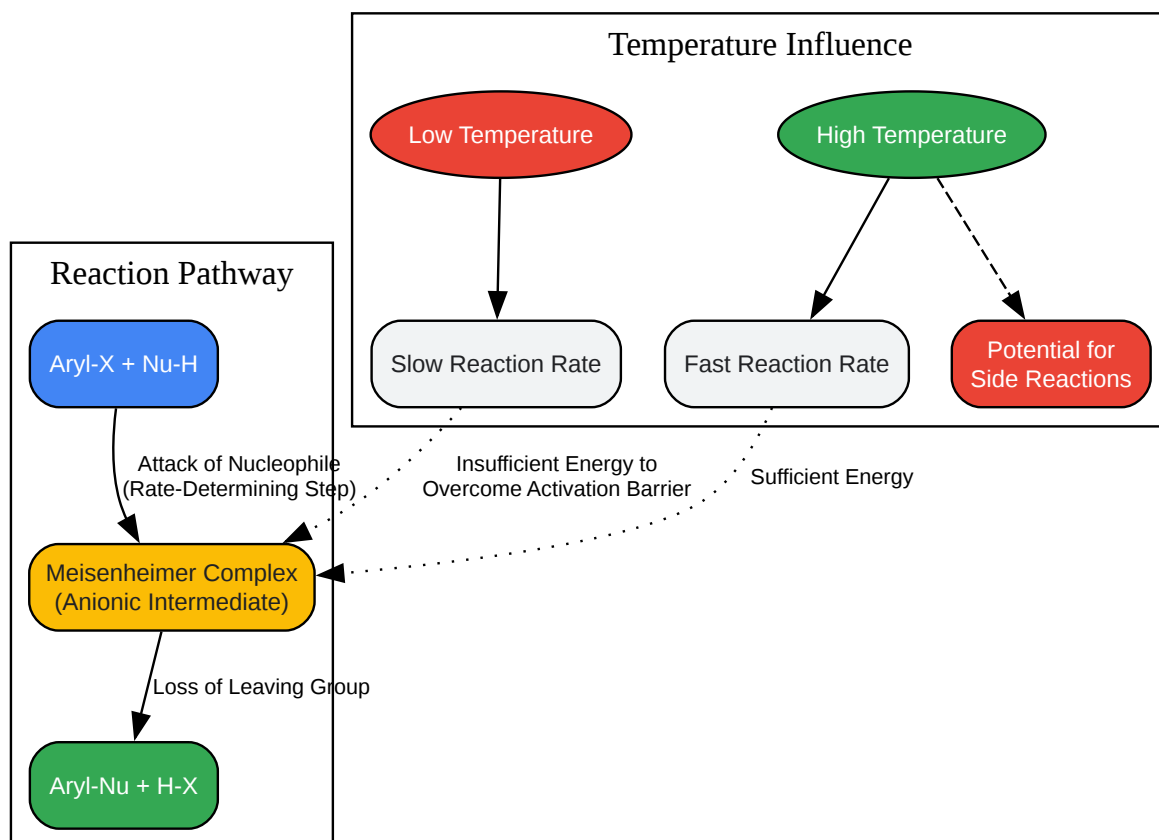 Temperature Influence
Low Temperature
High Temperature
Reaction Pathway
Aryl-X + Nu-H
Slow Reaction Rate
Fast Reaction Rate
Potential for
Side Reactions
Attack of Nucleophile
(Rate-Determining Step)
Insufficient Energy to
Overcome Activation Barrier
Sufficient Energy
Meisenheimer Complex
(Anionic Intermediate)
Loss of Leaving Group
Aryl-Nu + H-X